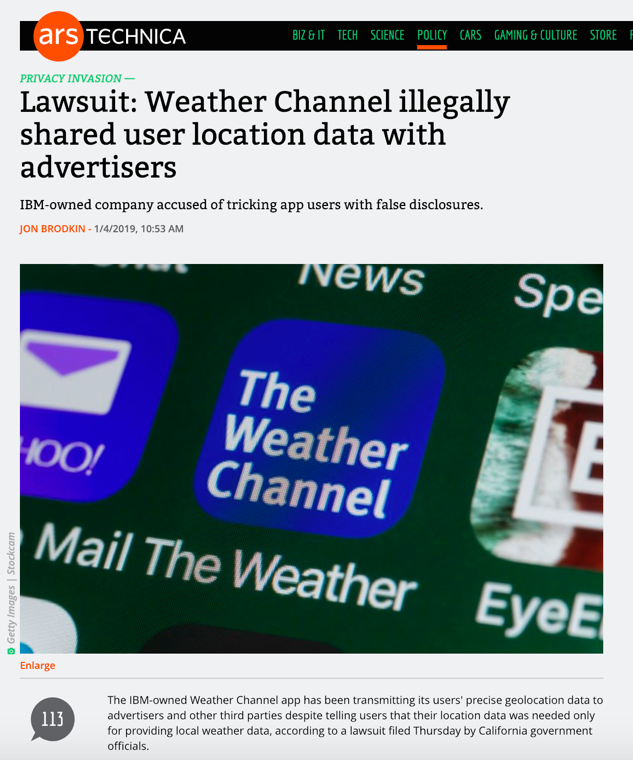 ars TECHNICA
BIZ & IT TECH SCIENCE POLICY CARS GAMING & CULTURE STORE
PRIVACY INVASION —
Lawsuit: Weather Channel illegally
shared user location data with
advertisers
IBM-owned company accused of tricking app users with false disclosures.
JON BRODKIN - 1/4/2019, 10:53 AM
News
Spe
HOO!
The
Weather
Channel
E
Mail The Weather
EyeE
Getty Images | Stockcam
Enlarge
113
The IBM-owned Weather Channel app has been transmitting its users' precise geolocation data to
advertisers and other third parties despite telling users that their location data was needed only
for providing local weather data, according to a lawsuit filed Thursday by California government
officials.